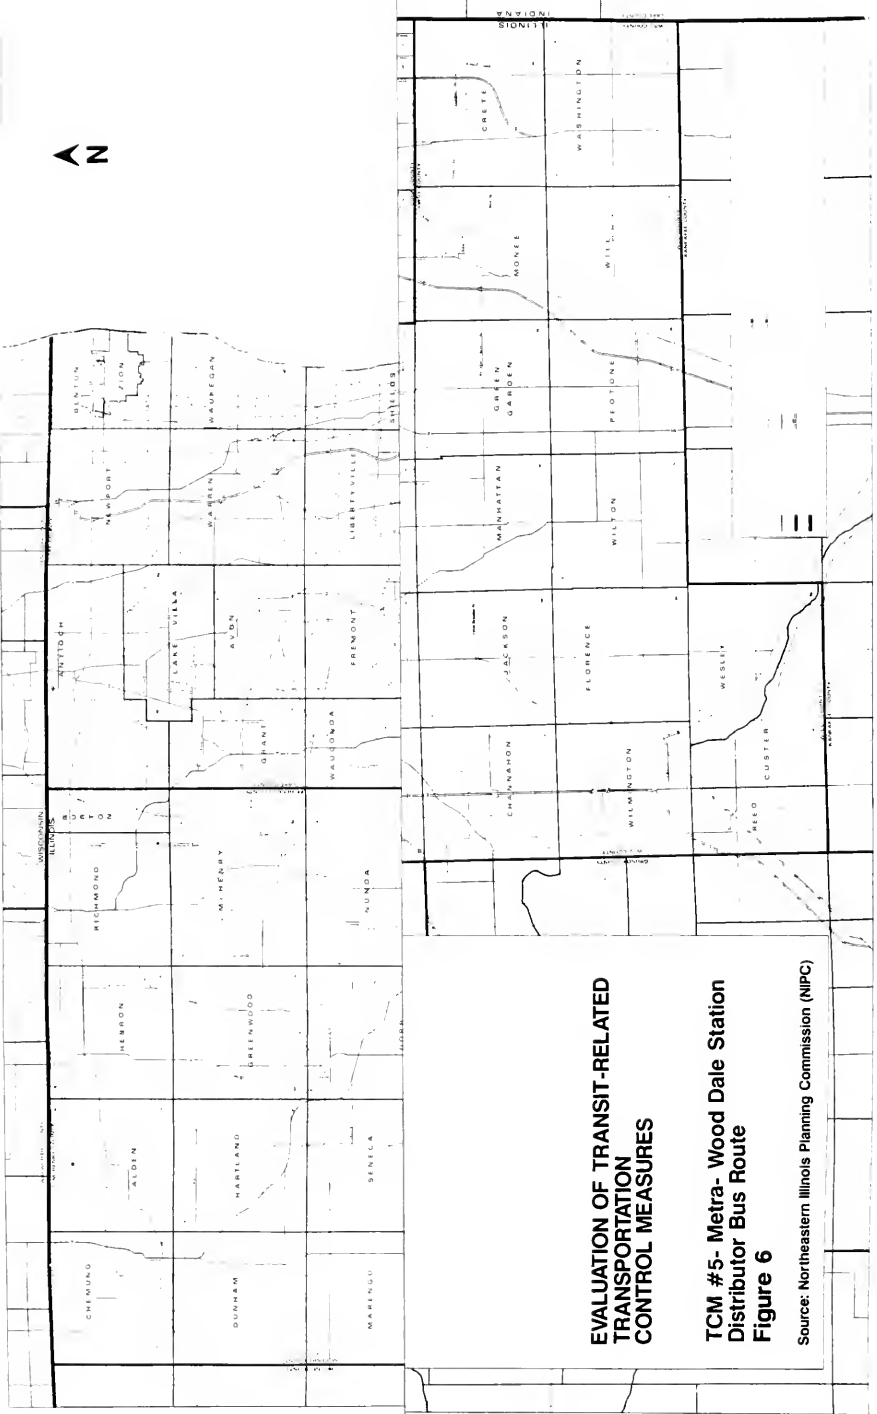 N
WISCONSIN
ILLINOIS
CHEMUNG
ALDEN
HEBRON
RICHMOND
BURTON
ANTIOCH
NEWPORT
BENTON
ZION
LAKE VILLA
DUNHAM
HARTLAND
GREENWOOD
McHENRY
GRANT
AVON
WARREN
WAUKEGAN
MARENGO
SENECA
DORR
NUNDA
WAUCONDA
FREMONT
LIBERTYVILLE
SHIELDS
ILLINOIS
INDIANA
CHANNAHON
JACKSON
MANHATTAN
GREEN
GARDEN
MONEE
CRETE
WILMINGTON
FLORENCE
WILTON
PEOTONE
WILL
WASHINGTON
REED
CUSTER
WESLEY
EVALUATION OF TRANSIT-RELATED
TRANSPORTATION
CONTROL MEASURES
TCM #5- Metra- Wood Dale Station
Distributor Bus Route
Figure 6
Source: Northeastern Illinois Planning Commission (NIPC)